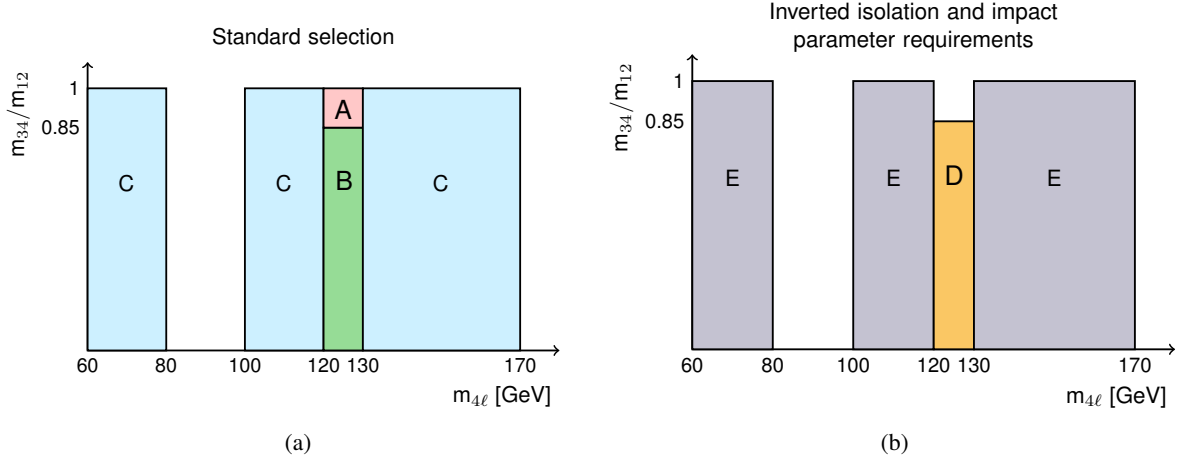 Standard selection
m34/m12
1
0.85
A
C
C
B
C
60
80
100
120
130
170
m4ℓ [GeV]
(a)
Inverted isolation and impact
parameter requirements
m34/m12
1
0.85
E
E
D
E
60
80
100
120
130
170
m4ℓ [GeV]
(b)